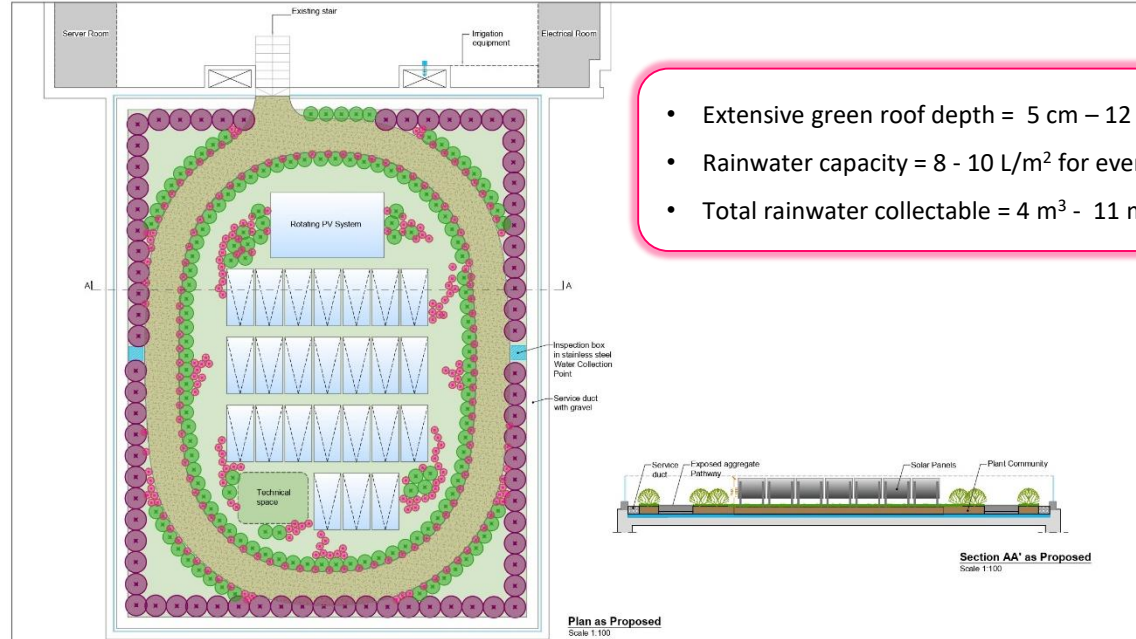 Existing stair
Server Room
Irrigation
equipment
Electrical Room
• Extensive green roof depth = 5 cm – 12
• Rainwater capacity = 8 - 10 L/m² for ever
• Total rainwater collectable = 4 m³ - 11 m
Rotating PV System
A
A
Inspection box
in stainless steel
Water Collection
Point
Service duct
with gravel
Technical
space
Service
duct
Exposed aggregate
Pathway
Solar Panels
Plant Community
Section AA' as Proposed
Scale 1:100
Plan as Proposed
Scale 1:100